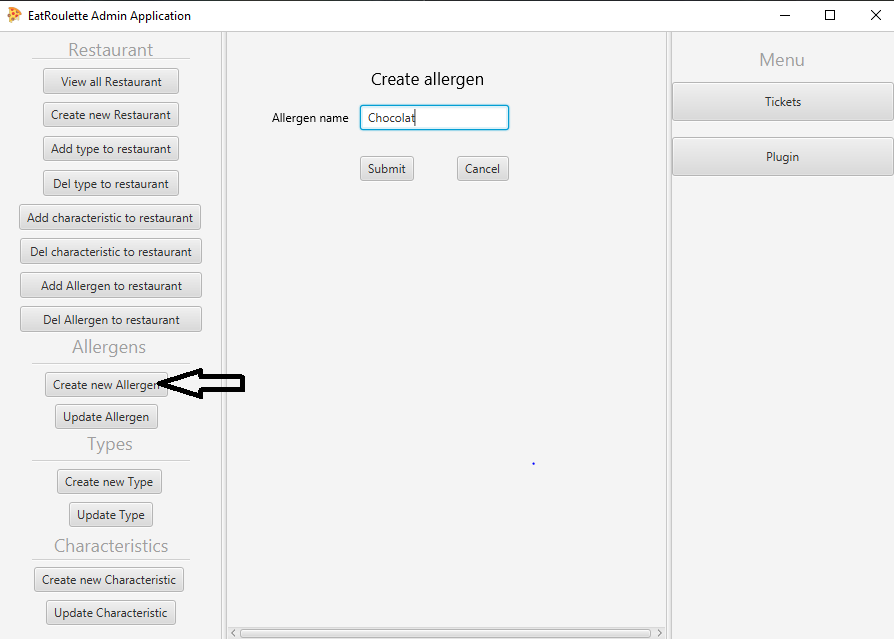 EatRoulette Admin Application
Restaurant
View all Restaurant
Create new Restaurant
Add type to restaurant
Del type to restaurant
Add characteristic to restaurant
Del characteristic to restaurant
Add Allergen to restaurant
Del Allergen to restaurant
Allergens
Create new Allergen
Update Allergen
Types
Create new Type
Update Type
Characteristics
Create new Characteristic
Update Characteristic
Create allergen
Allergen name Chocolat
Submit Cancel
Menu
Tickets
Plugin